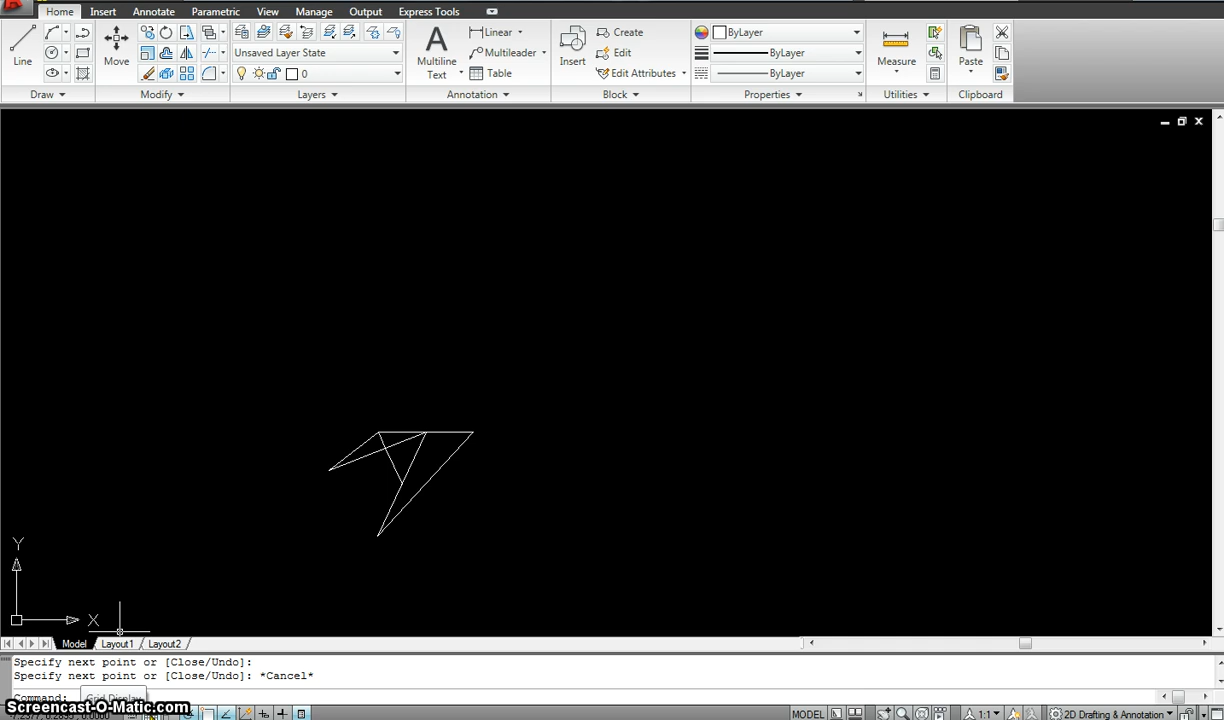 Home Insert Annotate Parametric View Manage Output Express Tools
Line
Move
Unsaved Layer State
0
Multiline
Text
Linear
Multileader
Table
Insert
Create
Edit
Edit Attributes
ByLayer
ByLayer
ByLayer
Measure
Paste
Draw
Modify
Layers
Annotation
Block
Properties
Utilities
Clipboard
Y
X
Model Layout1 Layout2
Specify next point or [Close/Undo]:
Specify next point or [Close/Undo]: *Cancel*
Command:
Grid Display
Screencast-O-Matic.com
MODEL
1:1
2D Drafting & Annotation